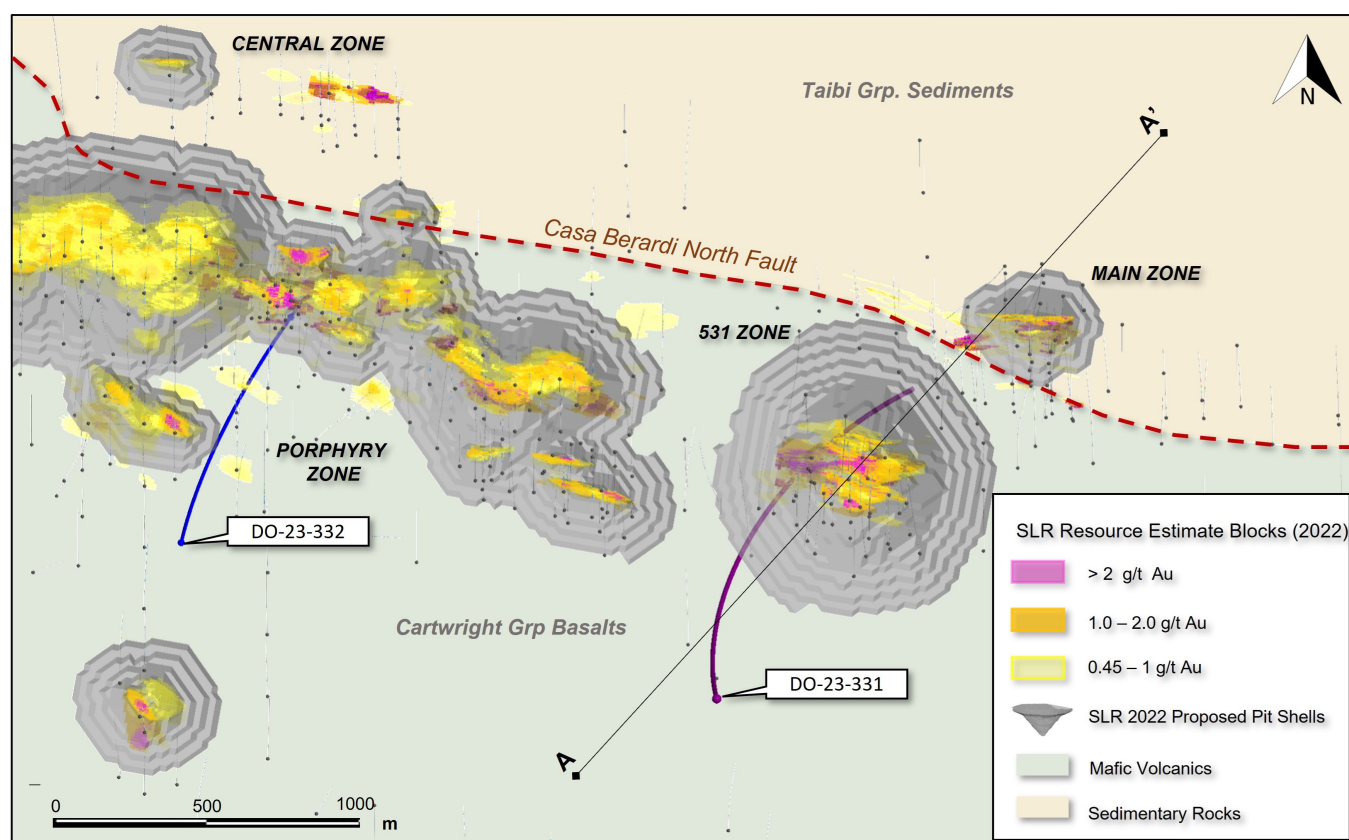 CENTRAL ZONE
Taibi Grp. Sediments
N
A'
Casa Berardi North Fault
MAIN ZONE
531 ZONE
PORPHYRY
ZONE
DO-23-332
Cartwright Grp Basalts
DO-23-331
A
0 500 1000
m
SLR Resource Estimate Blocks (2022)
> 2 g/t Au
1.0 – 2.0 g/t Au
0.45 – 1 g/t Au
SLR 2022 Proposed Pit Shells
Mafic Volcanics
Sedimentary Rocks